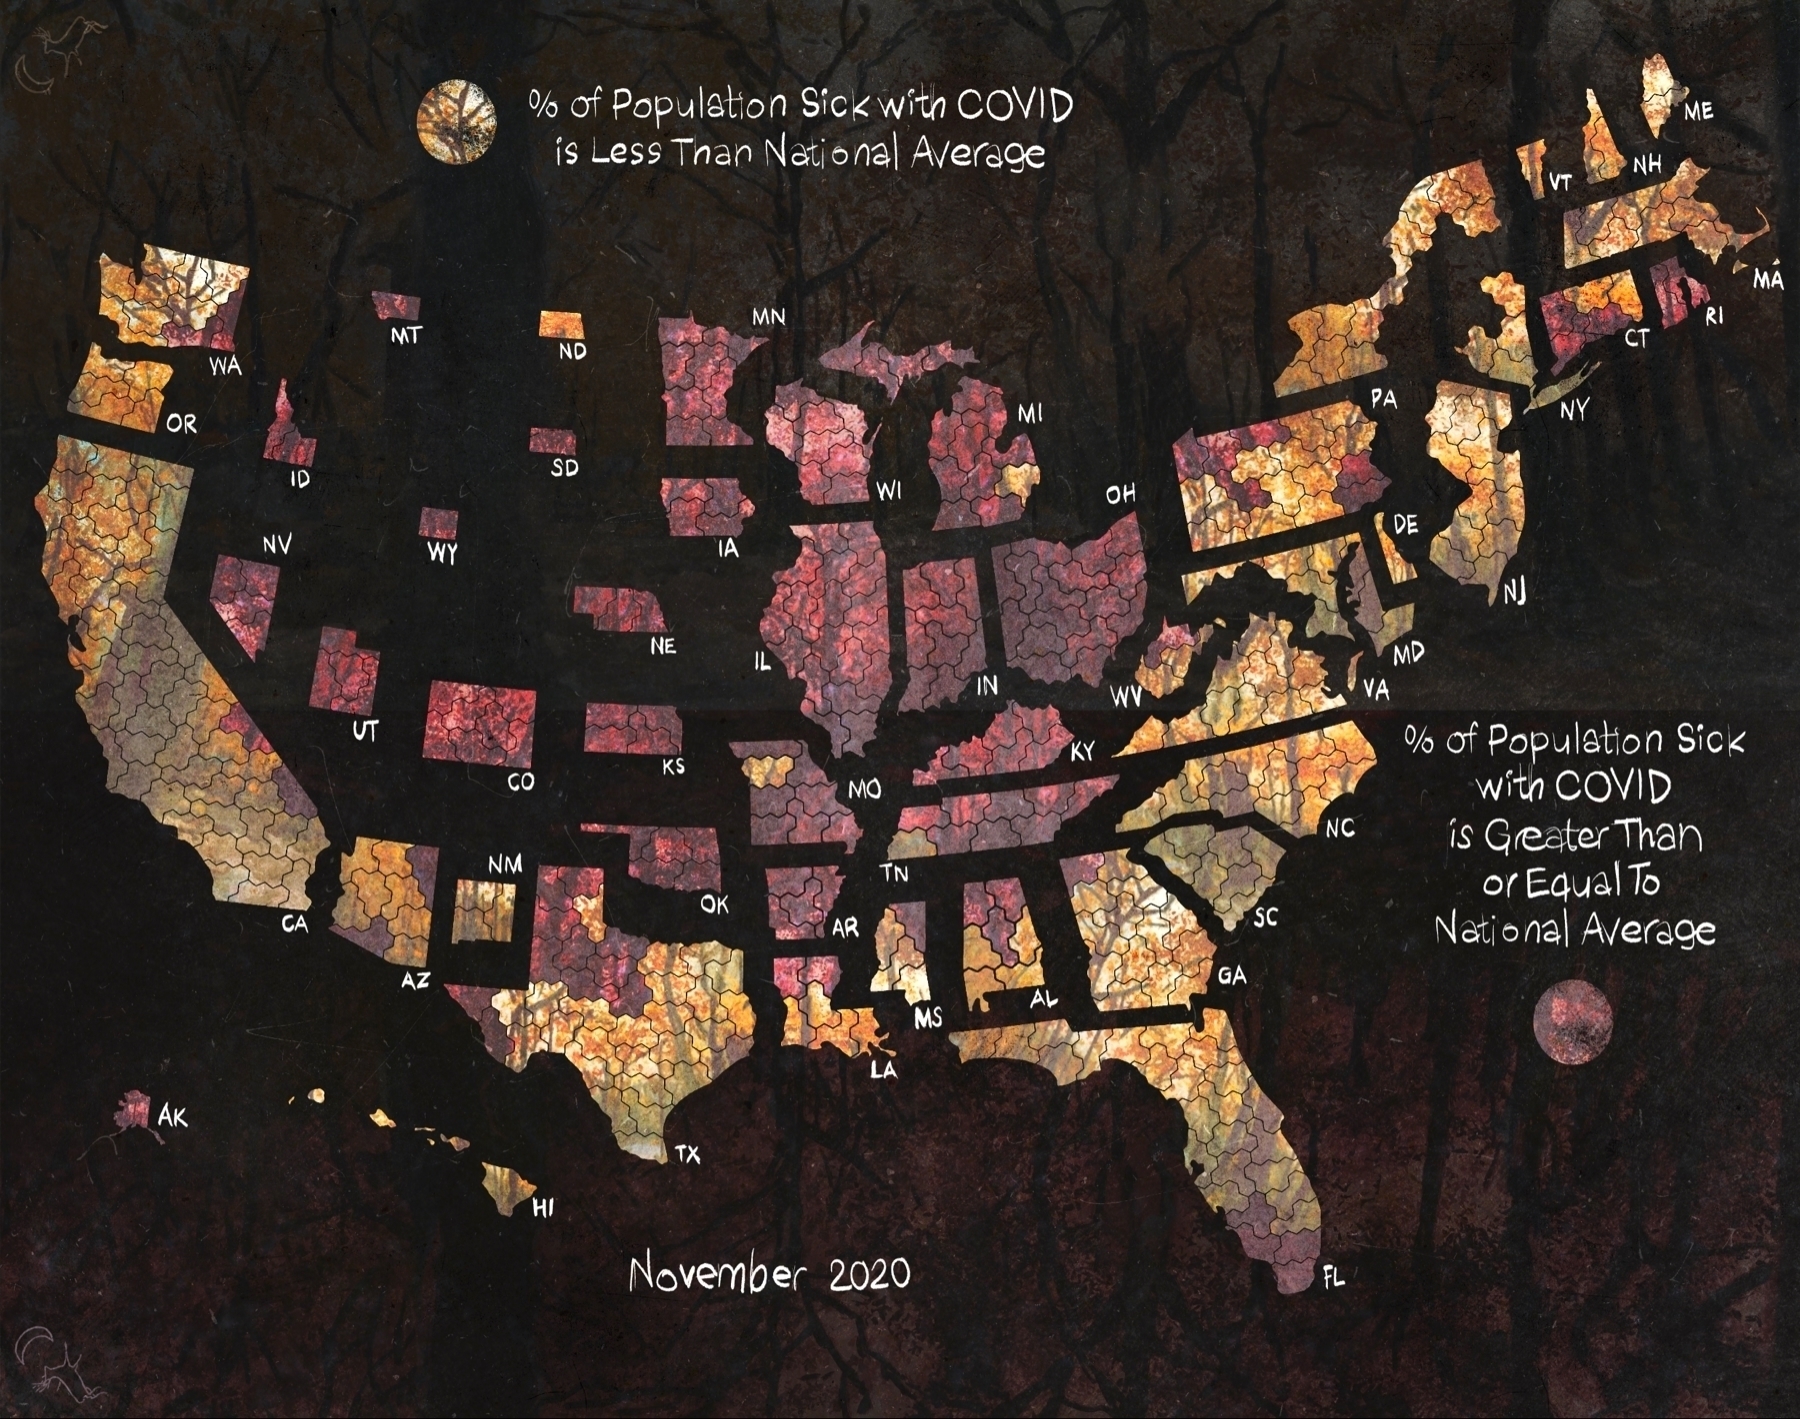 % of Population Sick with COVID
is Less Than National Average
ME
NH
VT
MA
RI
CT
NY
PA
MN
MT
ND
WA
OR
MI
SD
ID
WI
OH
DE
NV
WY
IA
NJ
NE
IL
IN
WV
MD
VA
UT
KY
CO
KS
MO
% of Population Sick
with COVID
is Greater Than
or Equal To
National Average
NC
TN
NM
OK
AR
SC
CA
AZ
GA
AL
MS
LA
AK
TX
HI
FL
November 2020